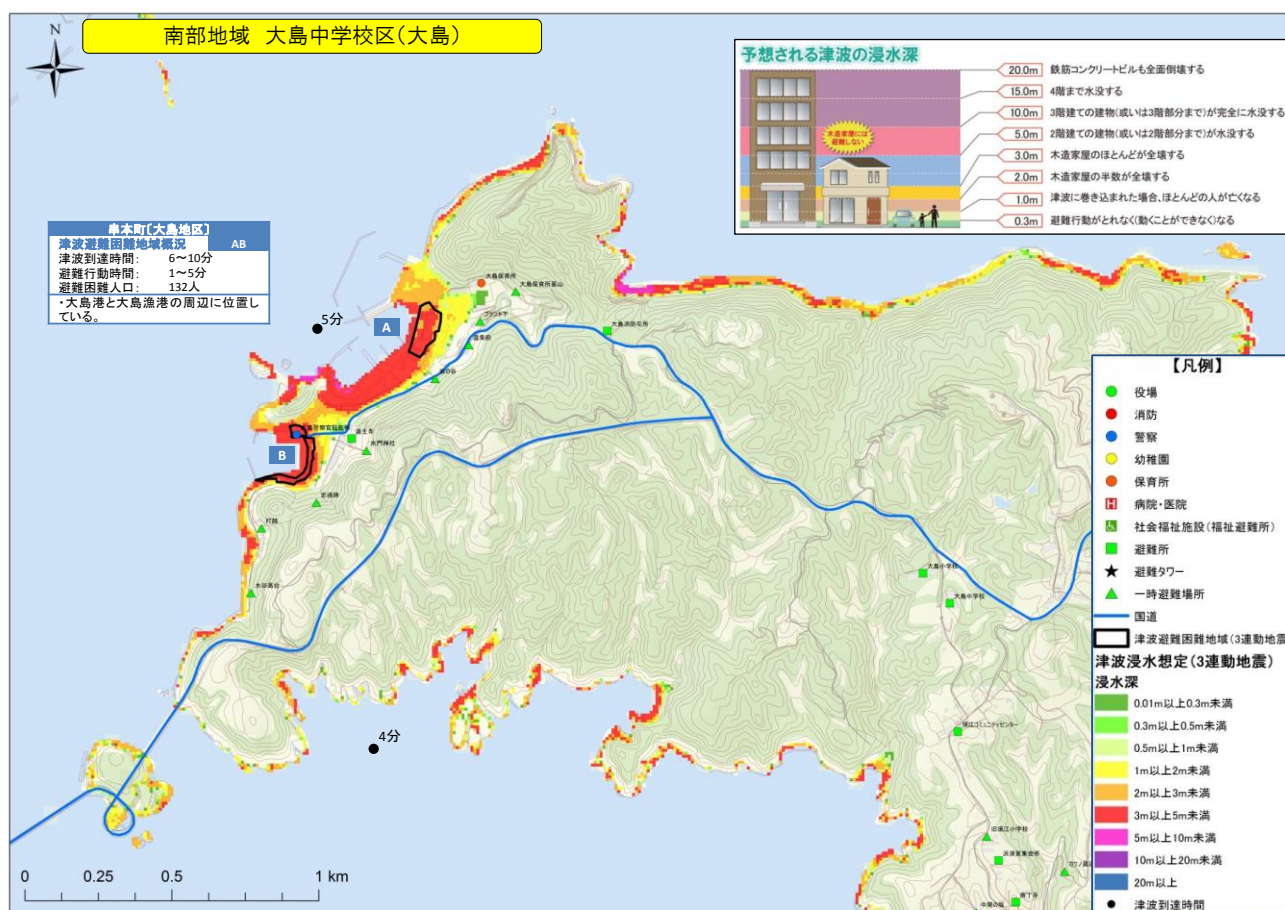 南部地域 大島中学校区(大島)
N
予想される津波の浸水深
20.0m 鉄筋コンクリートビルも全面倒壊する
15.0m 4階まで水没する
10.0m 3階建ての建物(或いは3階部分まで)が完全に水没する
5.0m 2階建ての建物(或いは2階部分まで)が水没する
3.0m 木造家屋のほとんどが全壊する
2.0m 木造家屋の半数が全壊する
1.0m 津波に巻き込まれた場合、ほとんどの人が亡くなる
0.3m 避難行動がとれなく(動くことができなく)なる
木造家屋には
避難しない
串本町[大島地区]
津波避難困難地域概況 AB
津波到達時間: 6〜10分
避難行動時間: 1〜5分
避難困難人口: 132人
・大島港と大島漁港の周辺に位置し
ている。
大島保育所
大島保育所裏山
5分
A
大島消防屯所
B
蓮生寺
水門神社
大島小学校
大島中学校
4分
旧須江小学校
0 0.25 0.5 1 km
【凡例】
役場
消防
警察
幼稚園
保育所
病院・医院
社会福祉施設(福祉避難所)
避難所
避難タワー
一時避難場所
国道
津波避難困難地域(3連動地震
津波浸水想定(3連動地震)
浸水深
0.01m以上0.3m未満
0.3m以上0.5m未満
0.5m以上1m未満
1m以上2m未満
2m以上3m未満
3m以上5m未満
5m以上10m未満
10m以上20m未満
20m以上
津波到達時間